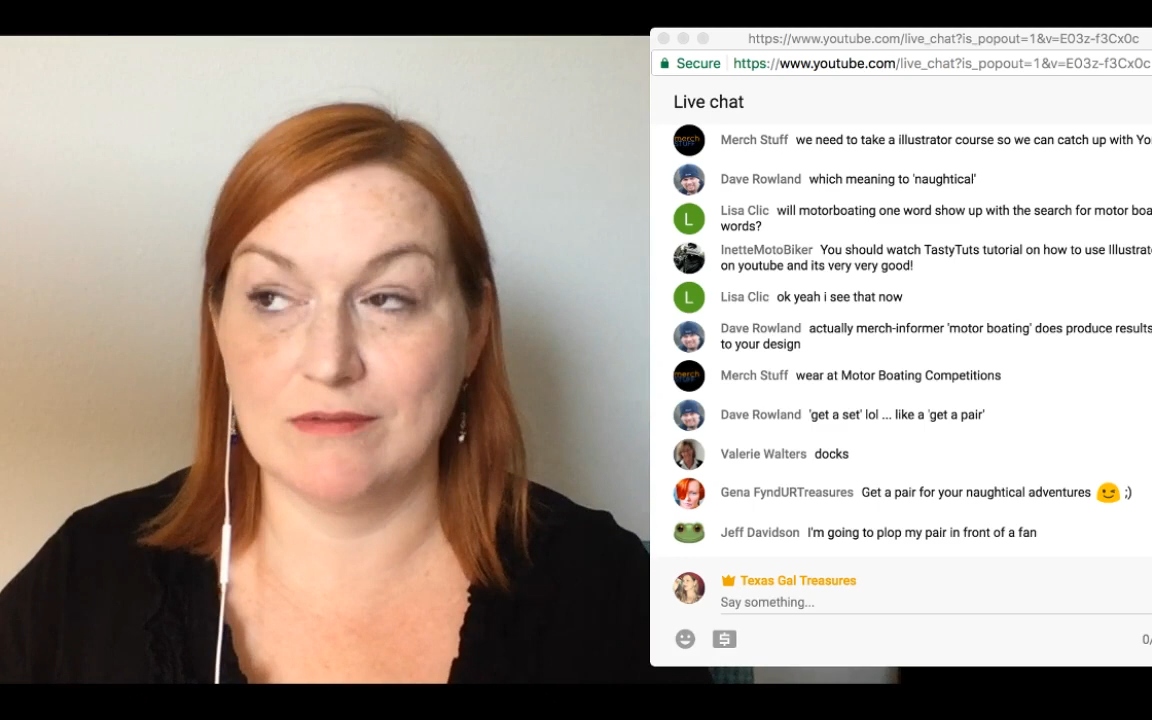 https://www.youtube.com/live_chat?is_popout=1&v=E03z-f3Cx0c
Secure https://www.youtube.com/live_chat?is_popout=1&v=E03z-f3Cx0c
Live chat
Merch Stuff we need to take a illustrator course so we can catch up with Yo
Dave Rowland which meaning to 'naughtical'
Lisa Clic will motorboating one word show up with the search for motor boa
words?
InetteMotoBiker You should watch TastyTuts tutorial on how to use Illustrat
on youtube and its very very good!
L
Lisa Clic ok yeah i see that now
L
Dave Rowland actually merch-informer 'motor boating' does produce results
to your design
Merch Stuff wear at Motor Boating Competitions
Dave Rowland 'get a set' lol ... like a 'get a pair'
Valerie Walters docks
Gena FyndURTreasures Get a pair for your naughtical adventures ;)
Jeff Davidson I'm going to plop my pair in front of a fan
Texas Gal Treasures
Say something...
0/